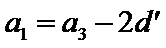 a₁ = a₃ − 2d′